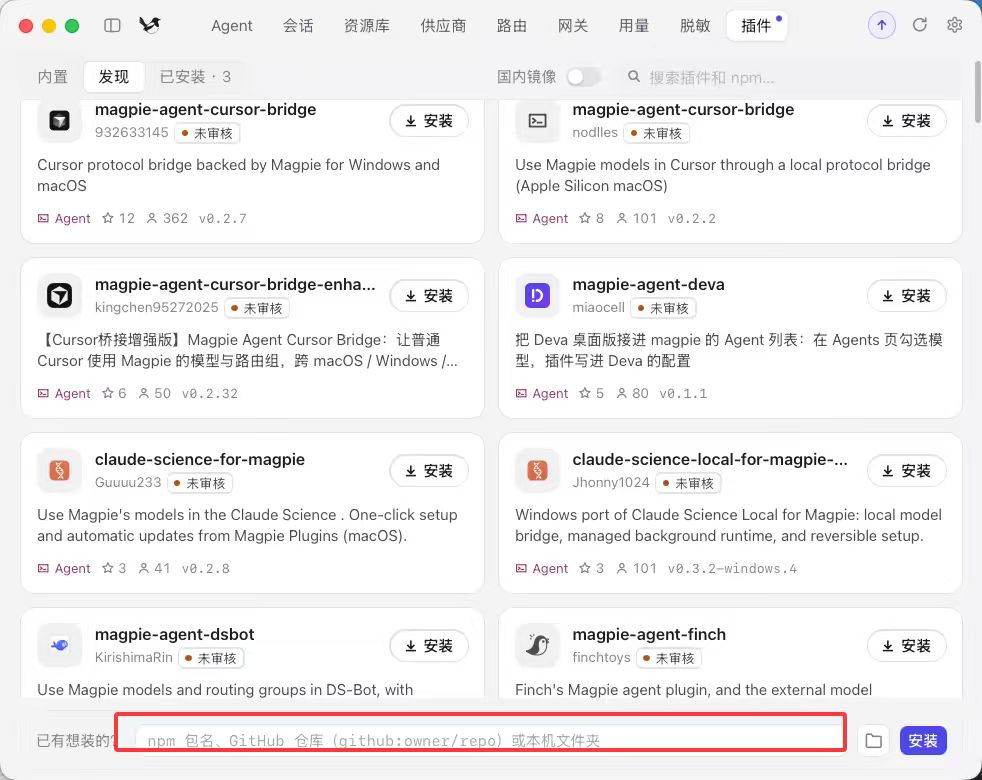 Agent 会话 资源库 供应商 路由 网关 用量 脱敏 插件
内置 发现 已安装 · 3 国内镜像 搜索插件和 npm...
magpie-agent-cursor-bridge
932633145 未审核
安装
Cursor protocol bridge backed by Magpie for Windows and
macOS
Agent 12 362 v0.2.7
magpie-agent-cursor-bridge
nodlles 未审核
安装
Use Magpie models in Cursor through a local protocol bridge
(Apple Silicon macOS)
Agent 8 101 v0.2.2
magpie-agent-cursor-bridge-enha...
kingchen95272025 未审核
安装
【Cursor桥接增强版】Magpie Agent Cursor Bridge：让普通
Cursor 使用 Magpie 的模型与路由组，跨 macOS / Windows /...
Agent 6 50 v0.2.32
magpie-agent-deva
miaocell 未审核
安装
把 Deva 桌面版接进 magpie 的 Agent 列表：在 Agents 页勾选模
型，插件写进 Deva 的配置
Agent 5 80 v0.1.1
claude-science-for-magpie
Guuuu233 未审核
安装
Use Magpie's models in the Claude Science . One-click setup
and automatic updates from Magpie Plugins (macOS).
Agent 3 41 v0.2.8
claude-science-local-for-magpie-...
Jhonny1024 未审核
安装
Windows port of Claude Science Local for Magpie: local model
bridge, managed background runtime, and reversible setup.
Agent 3 101 v0.3.2-windows.4
magpie-agent-dsbot
KirishimaRin 未审核
安装
Use Magpie models and routing groups in DS-Bot, with
magpie-agent-finch
finchtoys 未审核
安装
Finch's Magpie agent plugin, and the external model
已有想装的? npm 包名、GitHub 仓库（github:owner/repo）或本机文件夹 安装